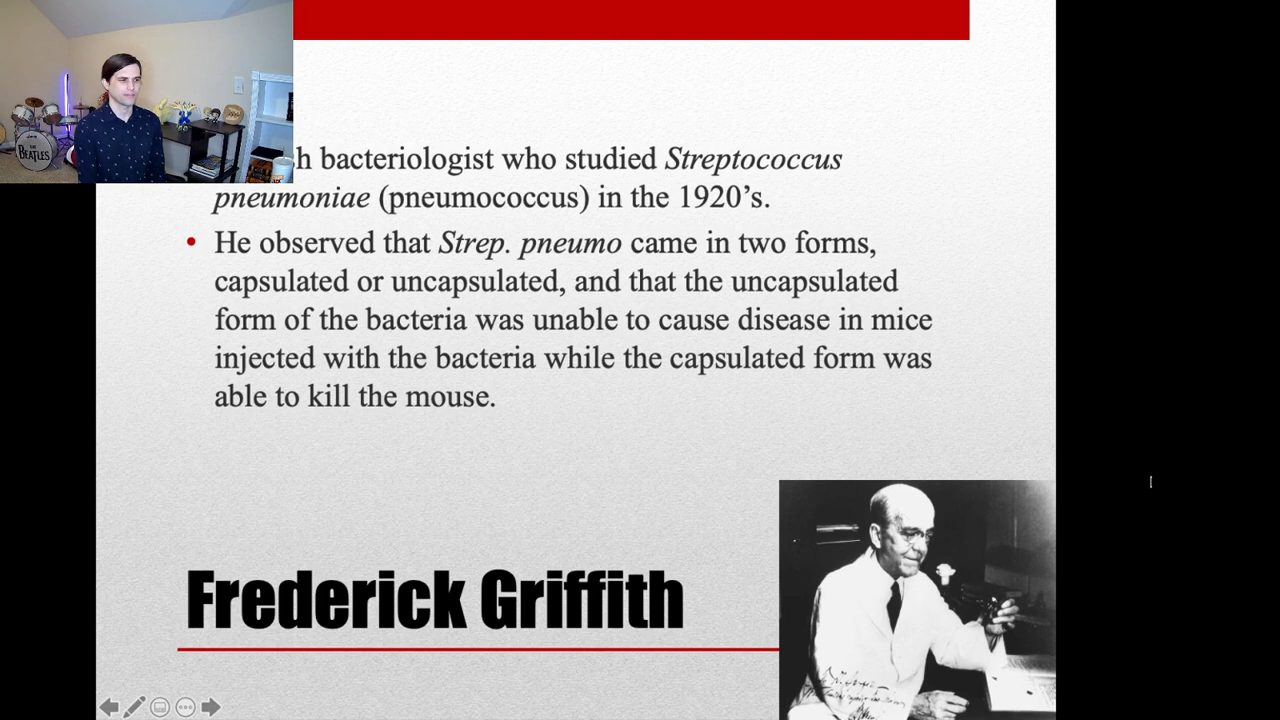 h bacteriologist who studied Streptococcus
pneumoniae (pneumococcus) in the 1920’s.
• He observed that Strep. pneumo came in two forms,
capsulated or uncapsulated, and that the uncapsulated
form of the bacteria was unable to cause disease in mice
injected with the bacteria while the capsulated form was
able to kill the mouse.
Frederick Griffith
THE
BEATLES